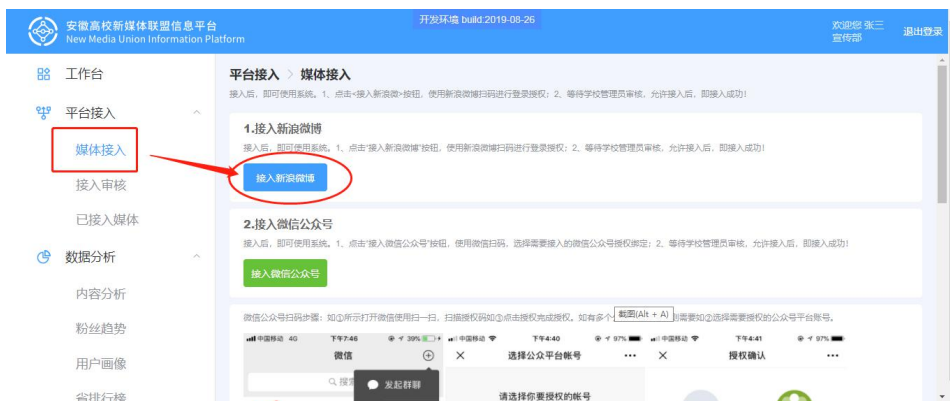 安徽高校新媒体联盟信息平台
New Media Union Information Platform
开发环境 build:2019-08-26
欢迎您 张三
宣传部
退出登录
工作台
平台接入
媒体接入
接入审核
已接入媒体
数据分析
内容分析
粉丝趋势
用户画像
省排行榜
平台接入 > 媒体接入
接入后，即可使用系统。1、点击<接入新浪微>按钮，使用新浪微博扫码进行登录授权；2、等待学校管理员审核，允许接入后，即接入成功！
1.接入新浪微博
接入后，即可使用系统。1、点击"接入新浪微博"按钮，使用新浪微博扫码进行登录授权；2、等待学校管理员审核，允许接入后，即接入成功！
接入新浪微博
2.接入微信公众号
接入后，即可使用系统。1、点击"接入微信公众号"按钮，使用微信扫码，选择需要接入的微信公众号授权绑定；2、等待学校管理员审核，允许接入后，即接入成功！
接入微信公众号
微信公众号扫码步骤：如①所示打开微信使用扫一扫，扫描授权码如②点击授权完成授权。如有多个 截图(Alt + A) 则需要如②选择需要授权的公众号平台账号。
中国移动 4G 下午7:46 39%
微信
搜索
发起群聊
中国移动 下午4:40 97%
选择公众平台帐号
请选择你要授权的帐号
中国移动 下午4:41 97%
授权确认